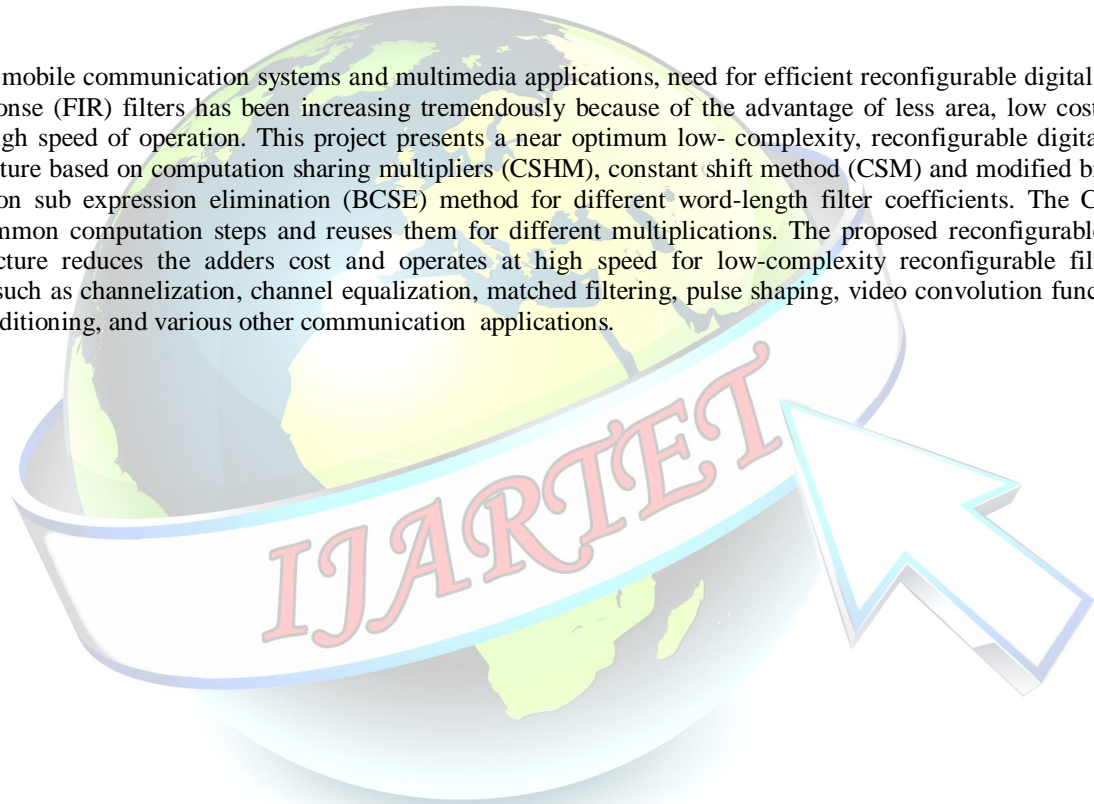 mobile communication systems and multimedia applications, need for efficient reconfigurable digital
onse (FIR) filters has been increasing tremendously because of the advantage of less area, low cost
gh speed of operation. This project presents a near optimum low- complexity, reconfigurable digita
ture based on computation sharing multipliers (CSHM), constant shift method (CSM) and modified b
on sub expression elimination (BCSE) method for different word-length filter coefficients. The C
mmon computation steps and reuses them for different multiplications. The proposed reconfigurable
cture reduces the adders cost and operates at high speed for low-complexity reconfigurable fil
such as channelization, channel equalization, matched filtering, pulse shaping, video convolution func
ditioning, and various other communication applications.
IJARTET